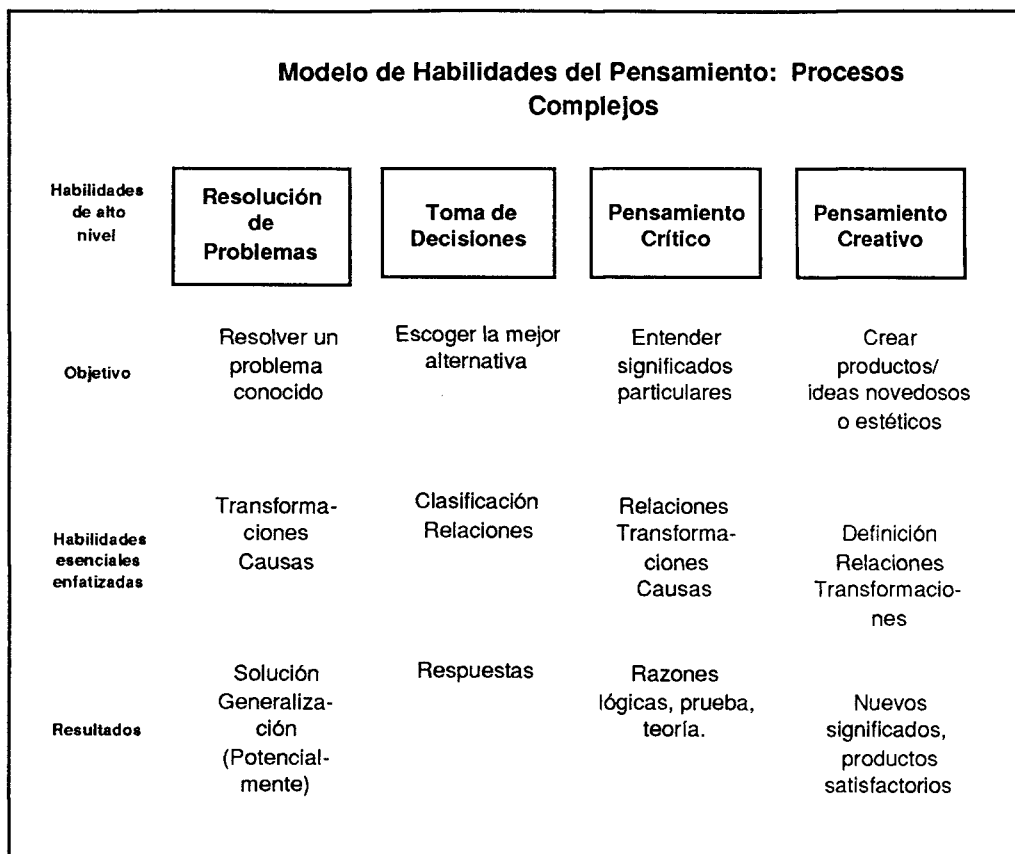 Modelo de Habilidades del Pensamiento: Procesos
Complejos
Habilidades
de alto
nivel
Resolución
de
Problemas
Toma de
Decisiones
Pensamiento
Crítico
Pensamiento
Creativo
Objetivo
Resolver un
problema
conocido
Escoger la mejor
alternativa
Entender
significados
particulares
Crear
productos/
ideas novedosos
o estéticos
Habilidades
esenciales
enfatizadas
Transforma-
ciones
Causas
Clasificación
Relaciones
Relaciones
Transforma-
ciones
Causas
Definición
Relaciones
Transformacio-
nes
Resultados
Solución
Generaliza-
ción
(Potencial-
mente)
Respuestas
Razones
lógicas, prueba,
teoría.
Nuevos
significados,
productos
satisfactorios